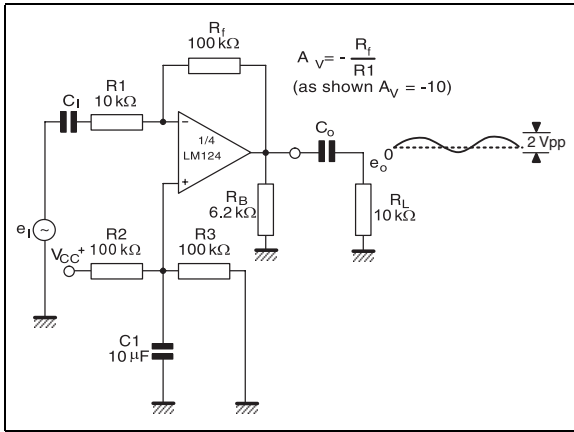 Rf
100 kΩ
A V = - Rf
R1
(as shown AV = -10)
R1
10 kΩ
CI
1/4
LM124
Co
2 Vpp
0
eo
RB
6.2 kΩ
RL
10 kΩ
eI
R2
100 kΩ
R3
100 kΩ
VCC+
C1
10 µF
-
+
~